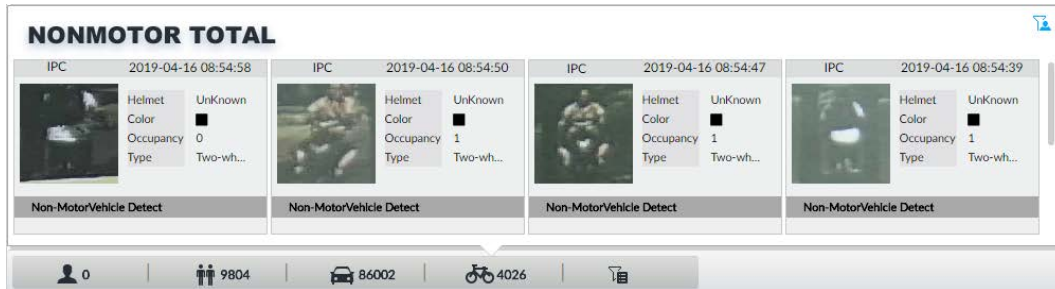 NONMOTOR TOTAL
IPC 2019-04-16 08:54:58
Helmet UnKnown
Color
Occupancy 0
Type Two-wh...
Non-MotorVehicle Detect
IPC 2019-04-16 08:54:50
Helmet UnKnown
Color
Occupancy 1
Type Two-wh...
Non-MotorVehicle Detect
IPC 2019-04-16 08:54:47
Helmet UnKnown
Color
Occupancy 1
Type Two-wh...
Non-MotorVehicle Detect
IPC 2019-04-16 08:54:39
Helmet UnKnown
Color
Occupancy 1
Type Two-wh...
Non-MotorVehicle Detect
0 9804 86002 4026